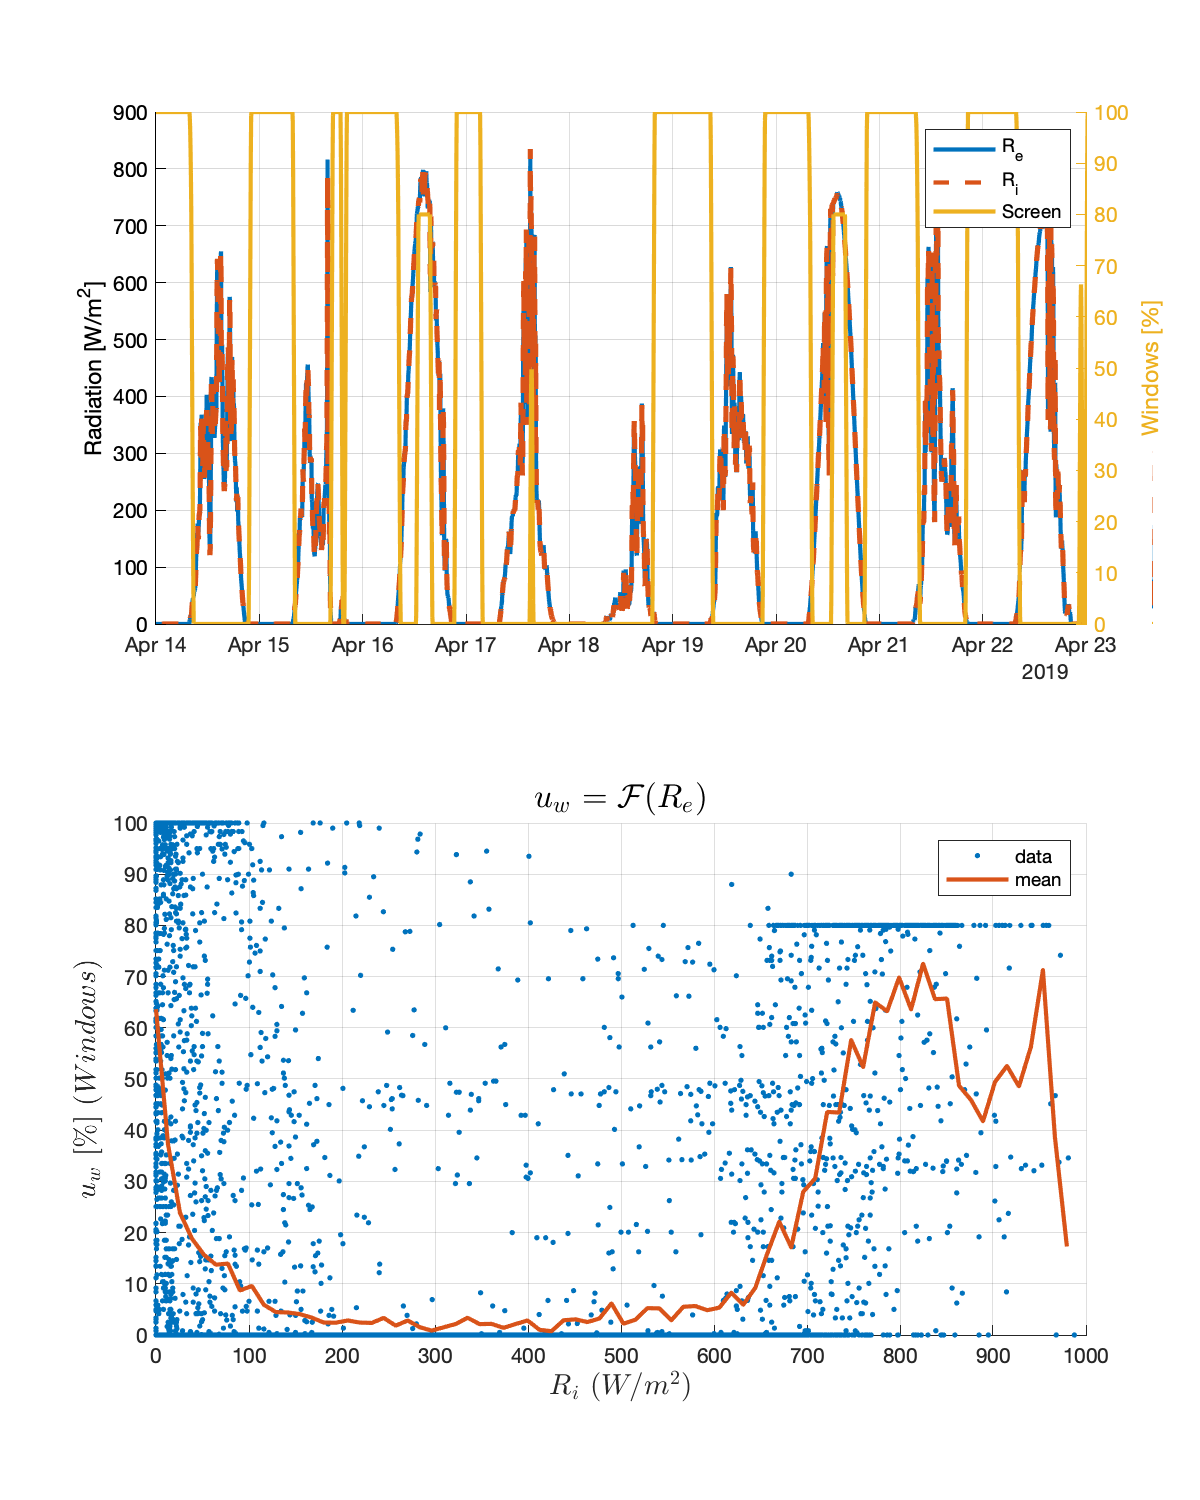 900
800
700
600
500
400
300
200
100
0
Radiation [W/m²]
100
90
80
70
60
50
40
30
20
10
0
Windows [%]
Rₑ
Rᵢ
Screen
Apr 14 Apr 15 Apr 16 Apr 17 Apr 18 Apr 19 Apr 20 Apr 21 Apr 22 Apr 23
2019
u_w = ℱ(Rₑ)
100
90
80
70
60
50
40
30
20
10
0
u_w [%] (Windows)
data
mean
0 100 200 300 400 500 600 700 800 900 1000
Rᵢ (W/m²)